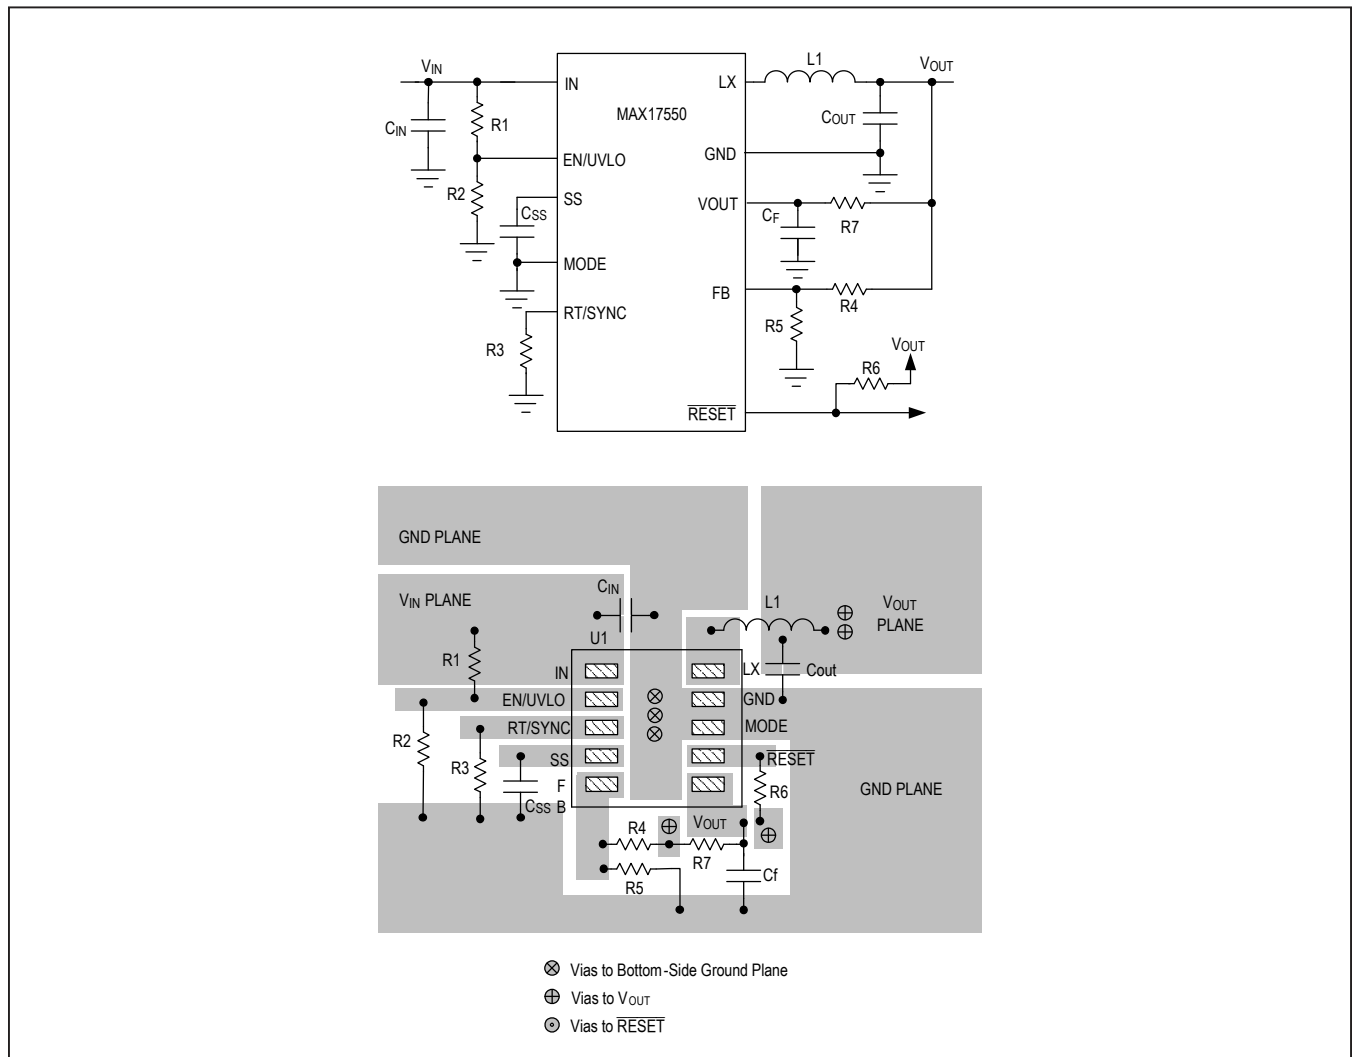 VIN
IN
LX
L1
VOUT
MAX17550
CIN
R1
COUT
GND
EN/UVLO
R2
SS
VOUT
CSS
CF
R7
MODE
FB
R4
RT/SYNC
R5
R3
VOUT
R6
RESET
GND PLANE
VIN PLANE
CIN
L1
VOUT
PLANE
U1
R1
IN
LX
Cout
EN/UVLO
GND
RT/SYNC
MODE
R2
R3
SS
RESET
F
B
CSS
R6
GND PLANE
R4
VOUT
R7
R5
Cf
Vias to Bottom-Side Ground Plane
Vias to VOUT
Vias to RESET